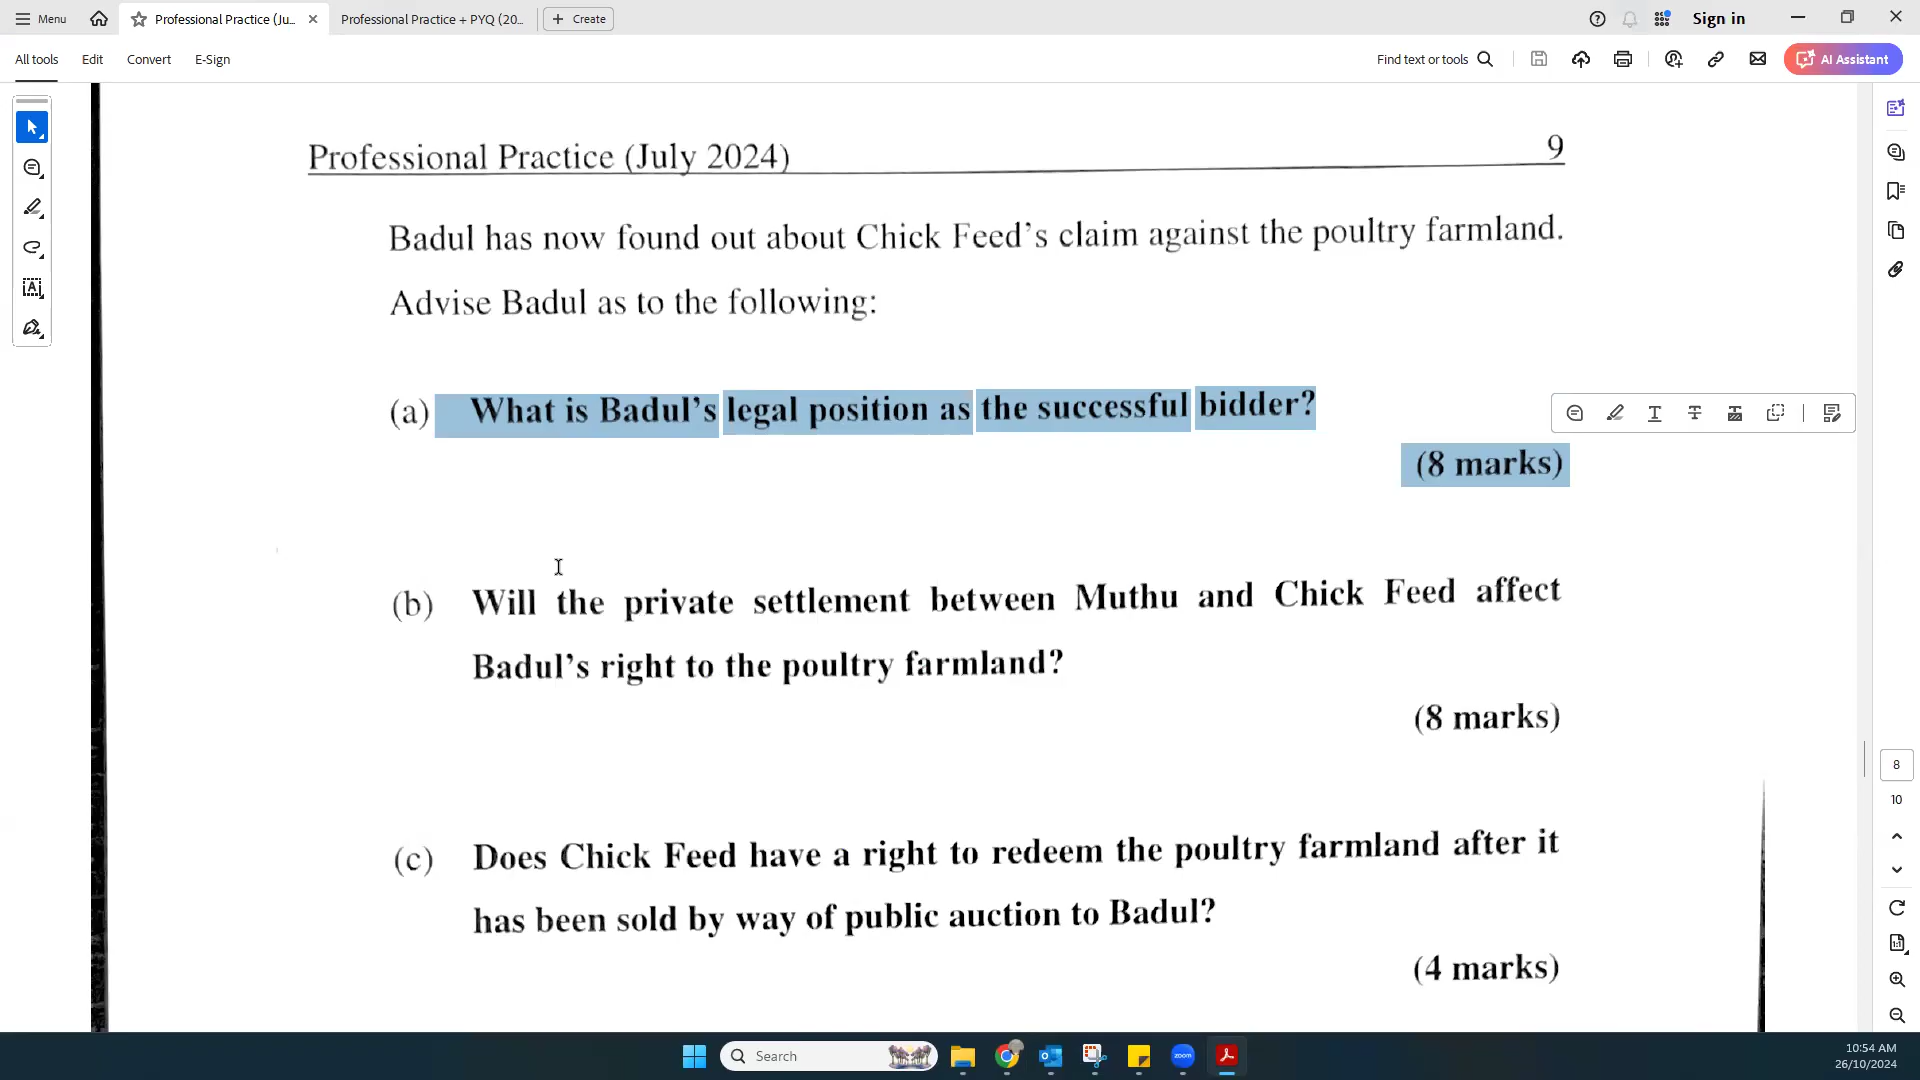 Menu
Professional Practice (Ju...
Professional Practice + PYQ (20...
Create
Sign in
All tools
Edit
Convert
E-Sign
Find text or tools
AI Assistant
Professional Practice (July 2024)
9
Badul has now found out about Chick Feed's claim against the poultry farmland.
Advise Badul as to the following:
(a) What is Badul's legal position as the successful bidder?
(8 marks)
(b) Will the private settlement between Muthu and Chick Feed affect
Badul's right to the poultry farmland?
(8 marks)
(c) Does Chick Feed have a right to redeem the poultry farmland after it
has been sold by way of public auction to Badul?
(4 marks)
8
10
1:1
Search
zoom
10:54 AM
26/10/2024